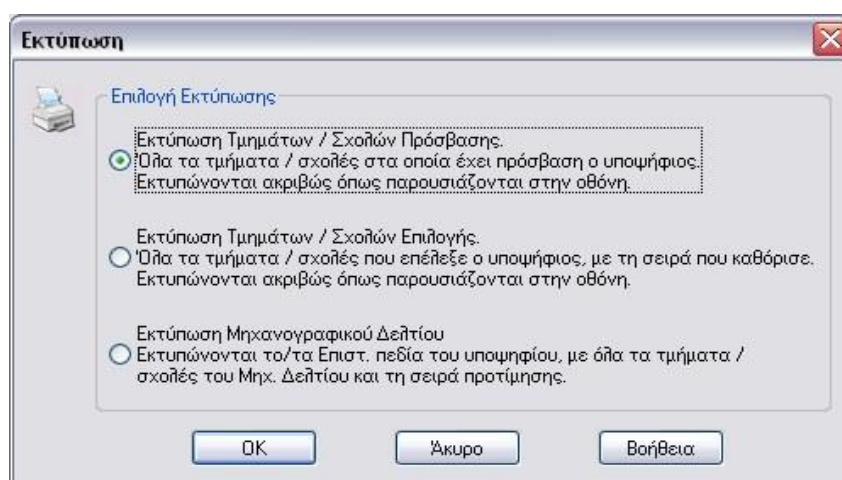 Εκτύπωση
Επιλογή Εκτύπωσης
Εκτύπωση Τμημάτων / Σχολών Πρόσβασης.
Όλα τα τμήματα / σχολές στα οποία έχει πρόσβαση ο υποψήφιος.
Εκτυπώνονται ακριβώς όπως παρουσιάζονται στην οθόνη.
Εκτύπωση Τμημάτων / Σχολών Επιλογής.
Όλα τα τμήματα / σχολές που επέλεξε ο υποψήφιος, με τη σειρά που καθόρισε.
Εκτυπώνονται ακριβώς όπως παρουσιάζονται στην οθόνη.
Εκτύπωση Μηχανογραφικού Δελτίου
Εκτυπώνονται το/τα Επιστ. πεδία του υποψηφίου, με όλα τα τμήματα /
σχολές του Μηχ. Δελτίου και τη σειρά προτίμησης.
OK
Άκυρο
Βοήθεια